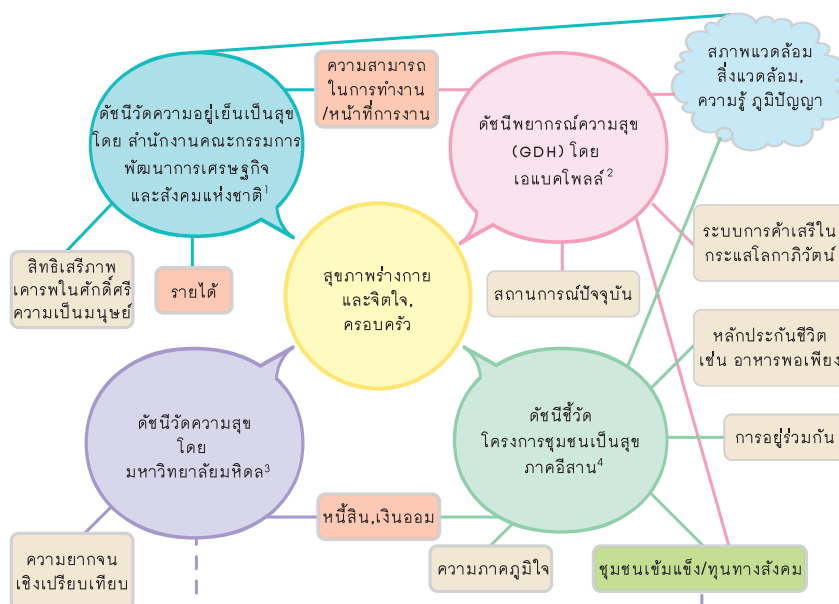 สภาพแวดล้อม
สิ่งแวดล้อม,
ความรู้ ภูมิปัญญา
ความสามารถ
ในการทำงาน
/หน้าที่การงาน
ดัชนีวัดความอยู่เย็นเป็นสุข
โดย สำนักงานคณะกรรมการ
พัฒนาการเศรษฐกิจ
และสังคมแห่งชาติ¹
ดัชนีพยากรณ์ความสุข
(GDH) โดย
เอแบคโพลล์²
ระบบการค้าเสรีใน
กระแสโลกาภิวัตน์
สิทธิเสรีภาพ
เคารพในศักดิ์ศรี
ความเป็นมนุษย์
รายได้
สุขภาพร่างกาย
และจิตใจ,
ครอบครัว
สถานการณ์ปัจจุบัน
หลักประกันชีวิต
เช่น อาหารพอเพียง
ดัชนีวัดความสุข
โดย
มหาวิทยาลัยมหิดล³
ดัชนีชี้วัด
โครงการชุมชนเป็นสุข
ภาคอีสาน⁴
การอยู่ร่วมกัน
หนี้สิน,เงินออม
ความยากจน
เชิงเปรียบเทียบ
ความภาคภูมิใจ
ชุมชนเข้มแข็ง/ทุนทางสังคม